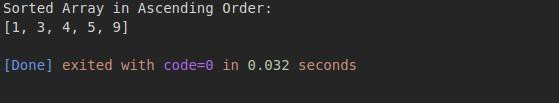 Sorted Array in Ascending Order:
[1, 3, 4, 5, 9]
[Done] exited with code=0 in 0.032 seconds